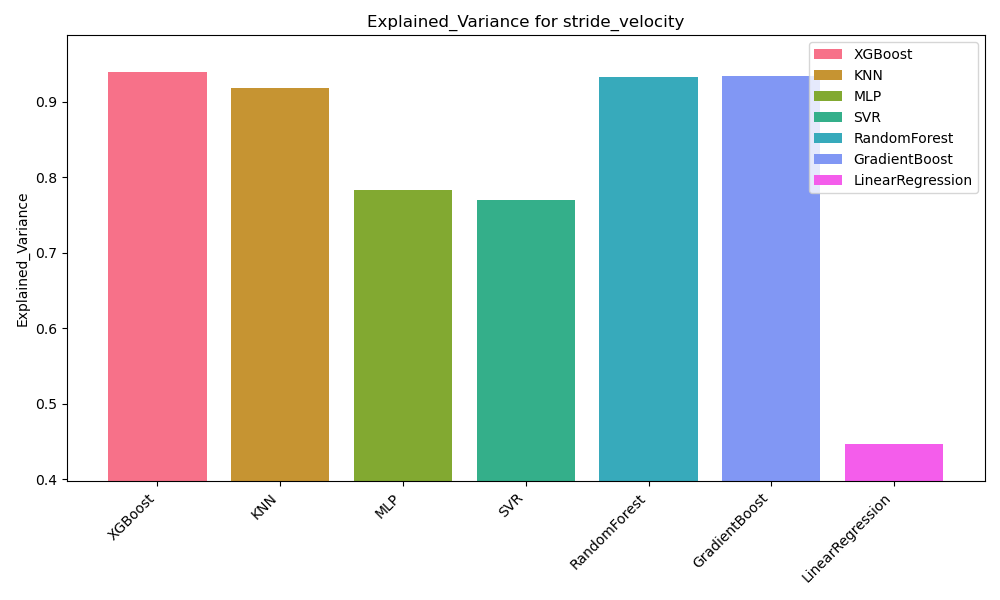 Explained_Variance for stride_velocity
Explained_Variance
0.9
0.8
0.7
0.6
0.5
0.4
XGBoost
KNN
MLP
SVR
RandomForest
GradientBoost
LinearRegression
XGBoost
KNN
MLP
SVR
RandomForest
GradientBoost
LinearRegression